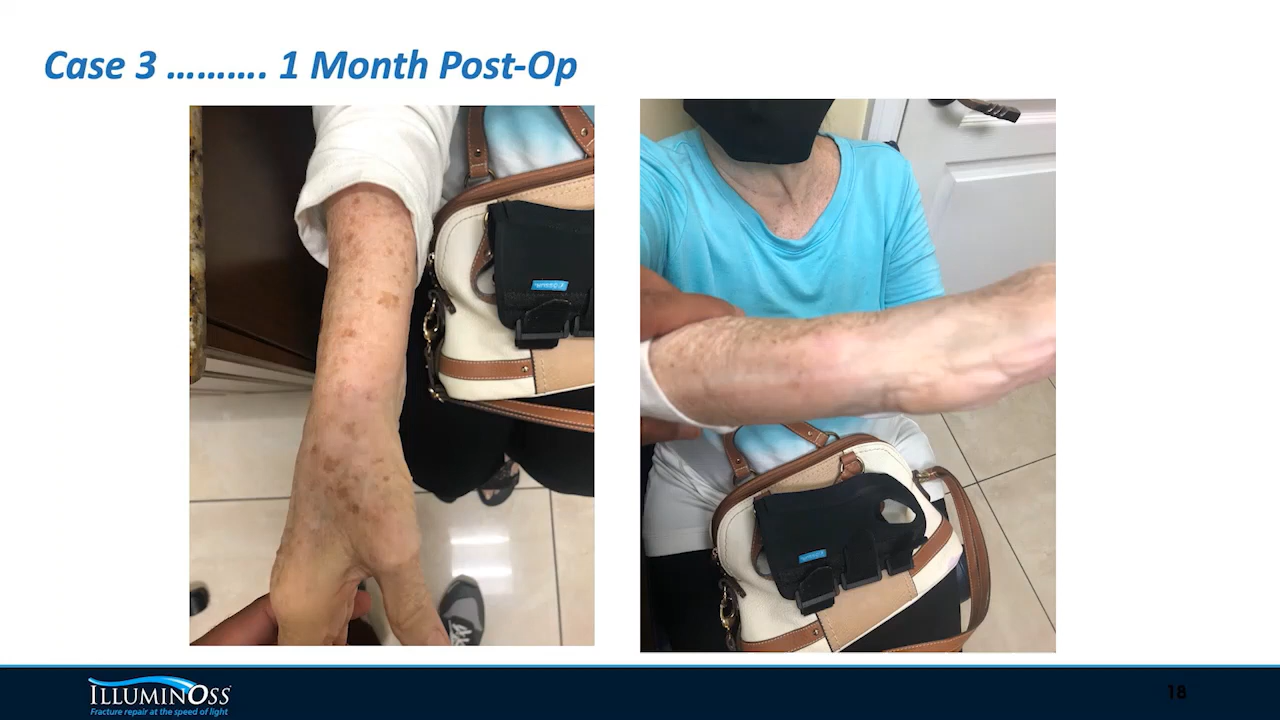 Case 3 .......... 1 Month Post-Op
ILLUMINOSS
Fracture repair at the speed of light
18